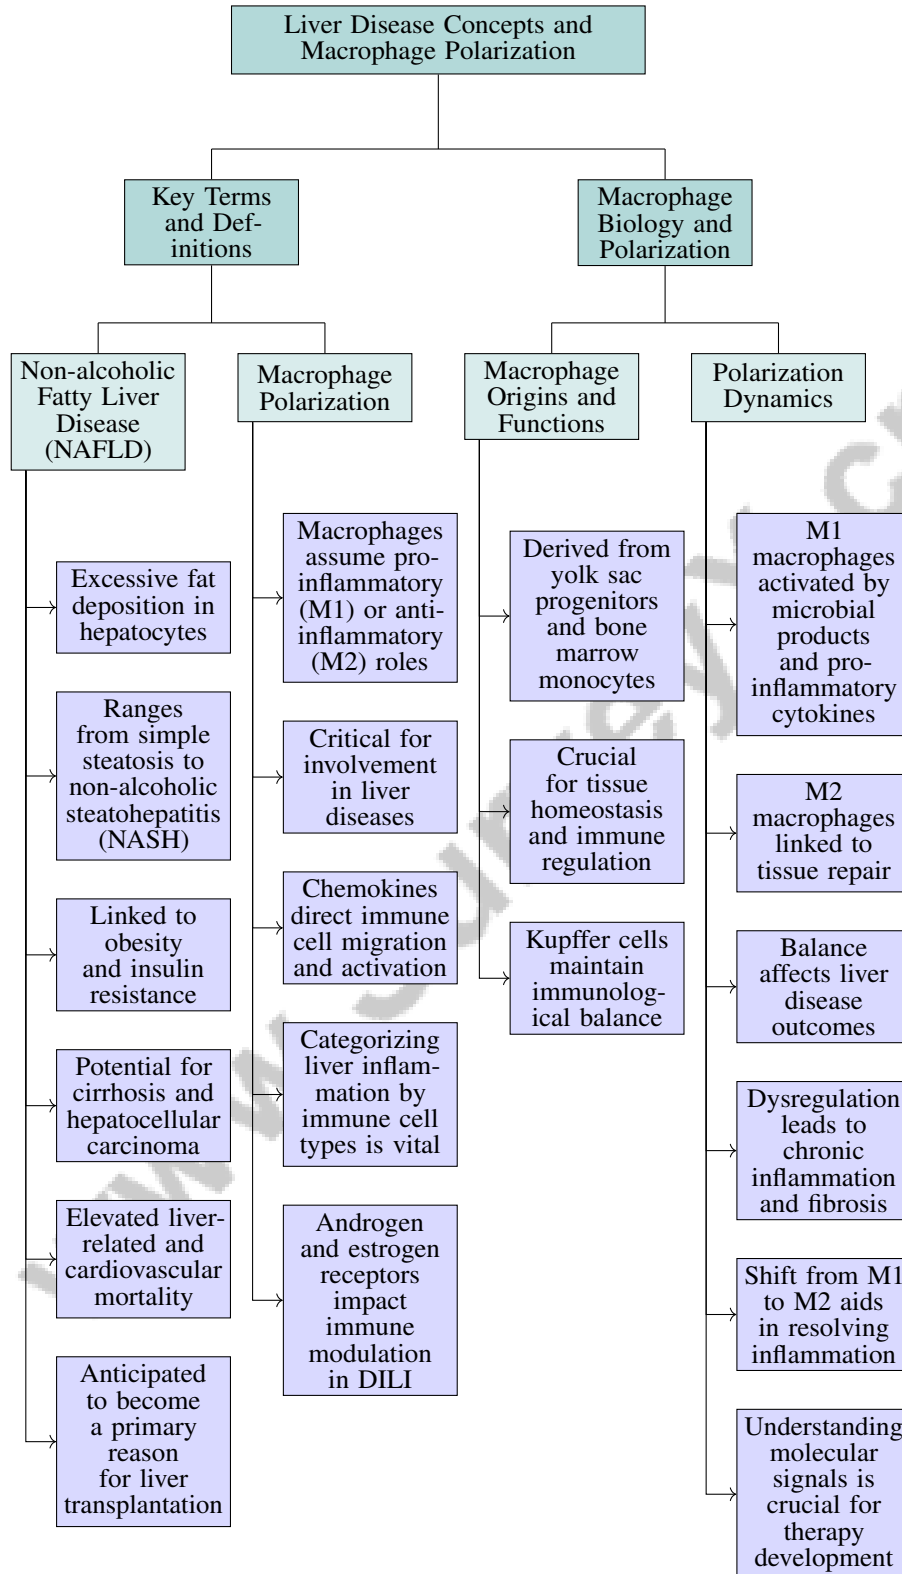 Liver Disease Concepts and
Macrophage Polarization
Key Terms
and Def-
initions
Macrophage
Biology and
Polarization
Non-alcoholic
Fatty Liver
Disease
(NAFLD)
Macrophage
Polarization
Macrophage
Origins and
Functions
Polarization
Dynamics
Excessive fat
deposition in
hepatocytes
Ranges
from simple
steatosis to
non-alcoholic
steatohepatitis
(NASH)
Linked to
obesity
and insulin
resistance
Potential for
cirrhosis and
hepatocellular
carcinoma
Elevated liver-
related and
cardiovascular
mortality
Anticipated
to become
a primary
reason
for liver
transplantation
Macrophages
assume pro-
inflammatory
(M1) or anti-
inflammatory
(M2) roles
Critical for
involvement
in liver
diseases
Chemokines
direct immune
cell migration
and activation
Categorizing
liver inflam-
mation by
immune cell
types is vital
Androgen
and estrogen
receptors
impact
immune
modulation
in DILI
Derived from
yolk sac
progenitors
and bone
marrow
monocytes
Crucial
for tissue
homeostasis
and immune
regulation
Kupffer cells
maintain
immunolog-
ical balance
M1
macrophages
activated by
microbial
products
and pro-
inflammatory
cytokines
M2
macrophages
linked to
tissue repair
Balance
affects liver
disease
outcomes
Dysregulation
leads to
chronic
inflammation
and fibrosis
Shift from M1
to M2 aids
in resolving
inflammation
Understanding
molecular
signals is
crucial for
therapy
development